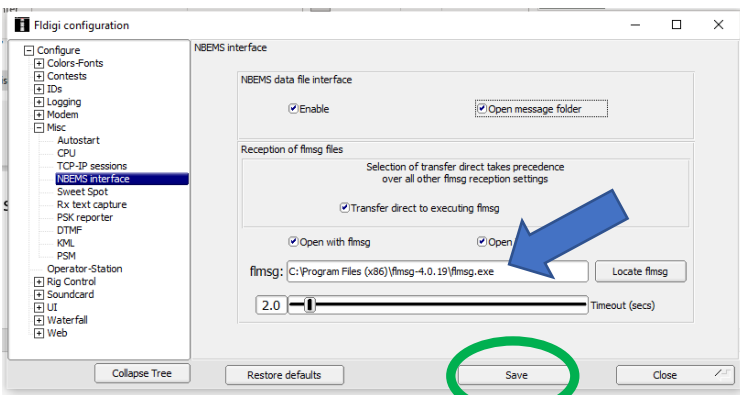 Fldigi configuration
Configure
Colors-Fonts
Contests
IDs
Logging
Modem
Misc
Autostart
CPU
TCP-IP sessions
NBEMS interface
Sweet Spot
Rx text capture
PSK reporter
DTMF
KML
PSM
Operator-Station
Rig Control
Soundcard
UI
Waterfall
Web
Collapse Tree
NBEMS interface
NBEMS data file interface
Enable
Open message folder
Reception of flmsg files
Selection of transfer direct takes precedence
over all other flmsg reception settings
Transfer direct to executing flmsg
Open with flmsg
Open
flmsg: C:\Program Files (x86)\flmsg-4.0.19\flmsg.exe
Locate flmsg
2.0
Timeout (secs)
Restore defaults
Save
Close